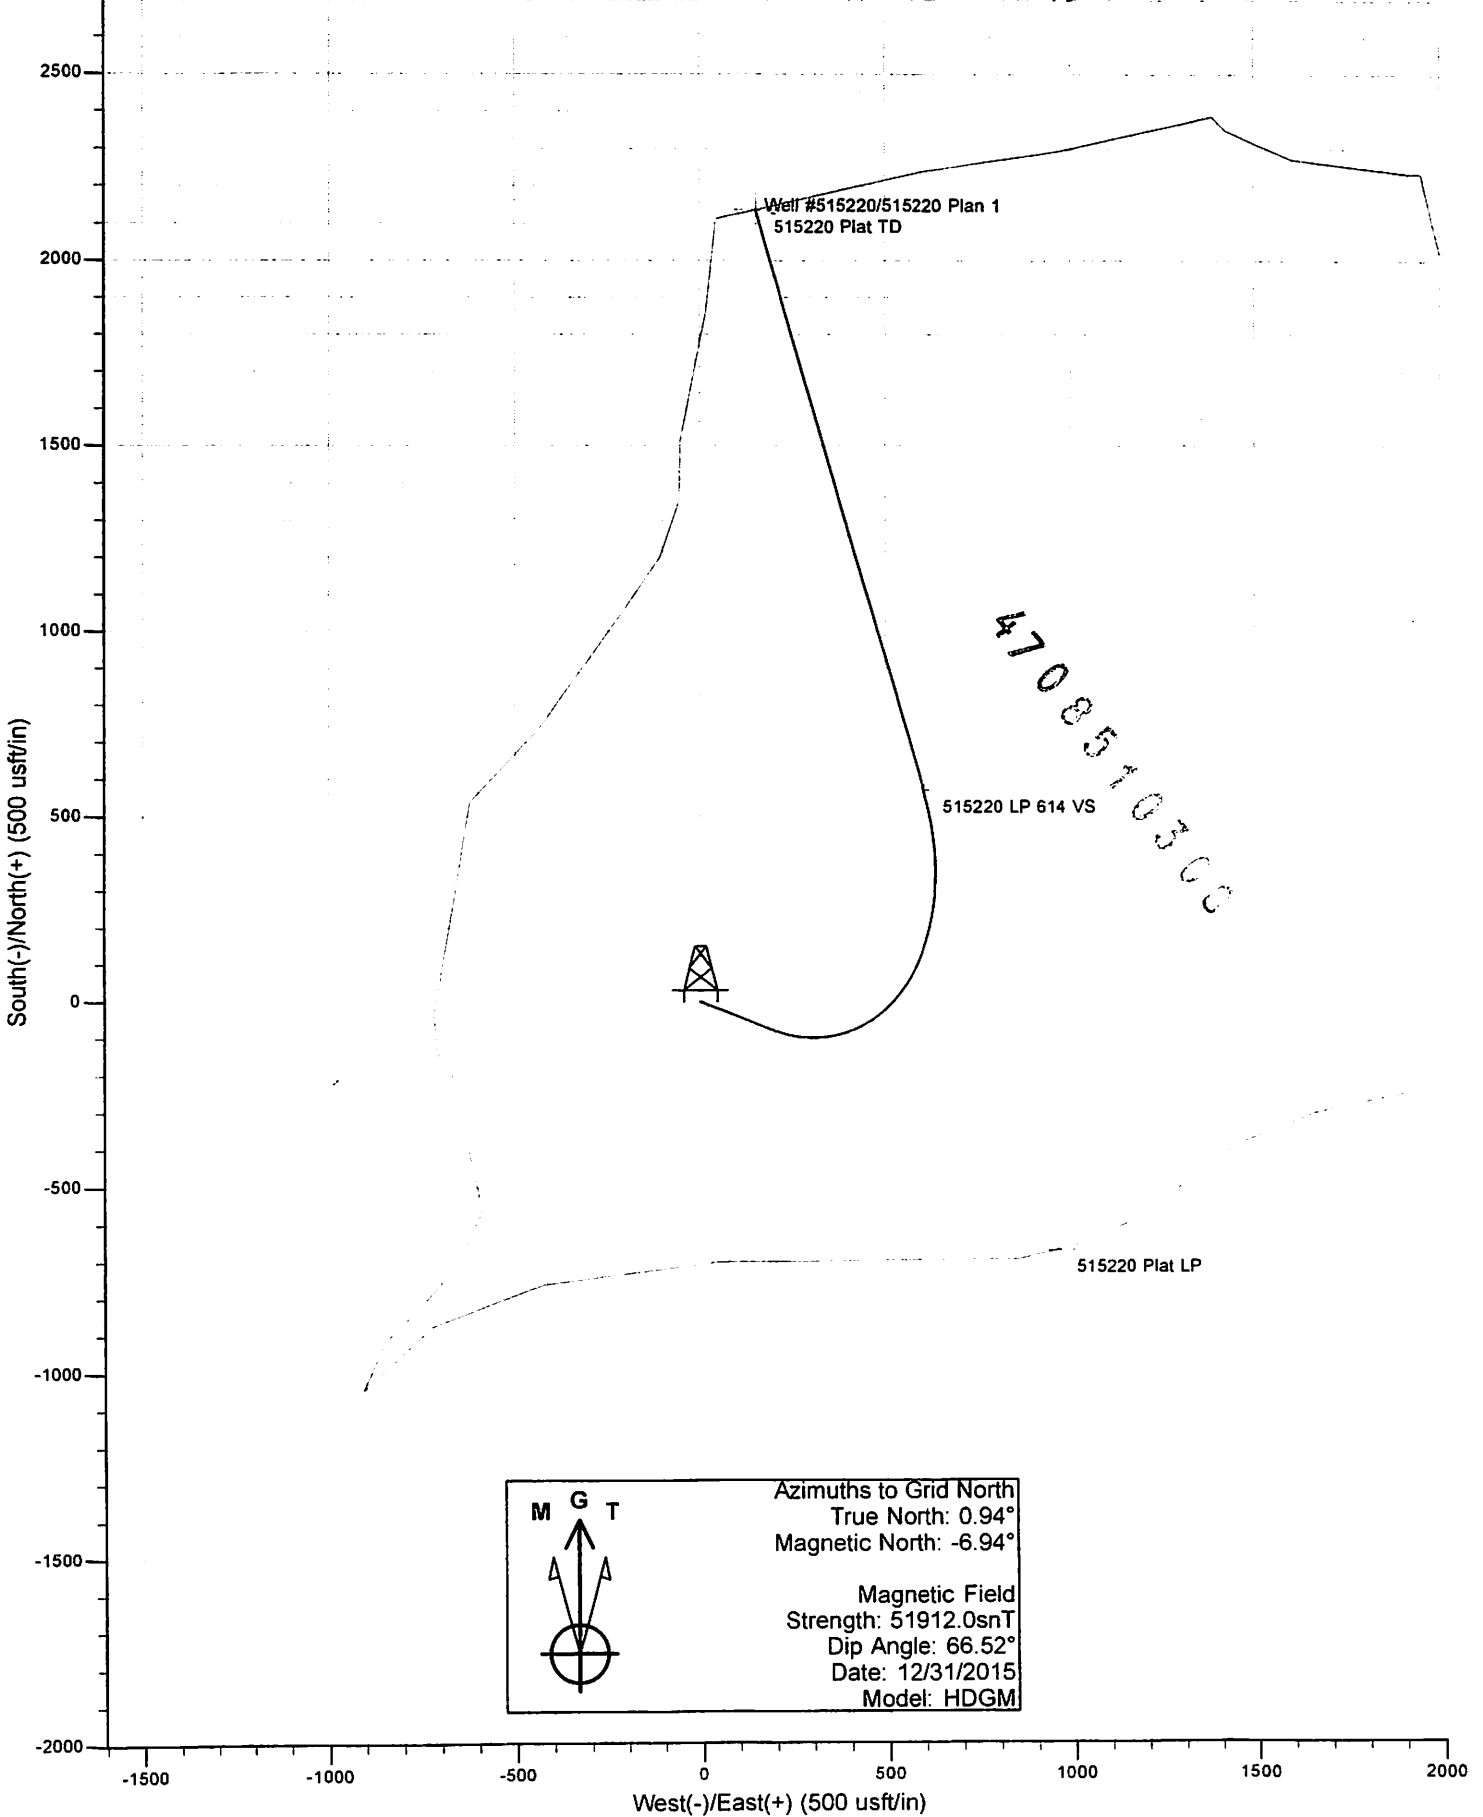 2500
2000
1500
1000
500
0
-500
-1000
-1500
-2000
South(-)/North(+) (500 usft/in)
Well #515220/515220 Plan 1
515220 Plat TD
4708510300
515220 LP 614 VS
515220 Plat LP
M G T
Azimuths to Grid North
True North: 0.94°
Magnetic North: -6.94°
Magnetic Field
Strength: 51912.0snT
Dip Angle: 66.52°
Date: 12/31/2015
Model: HDGM
-1500 -1000 -500 0 500 1000 1500 2000
West(-)/East(+) (500 usft/in)